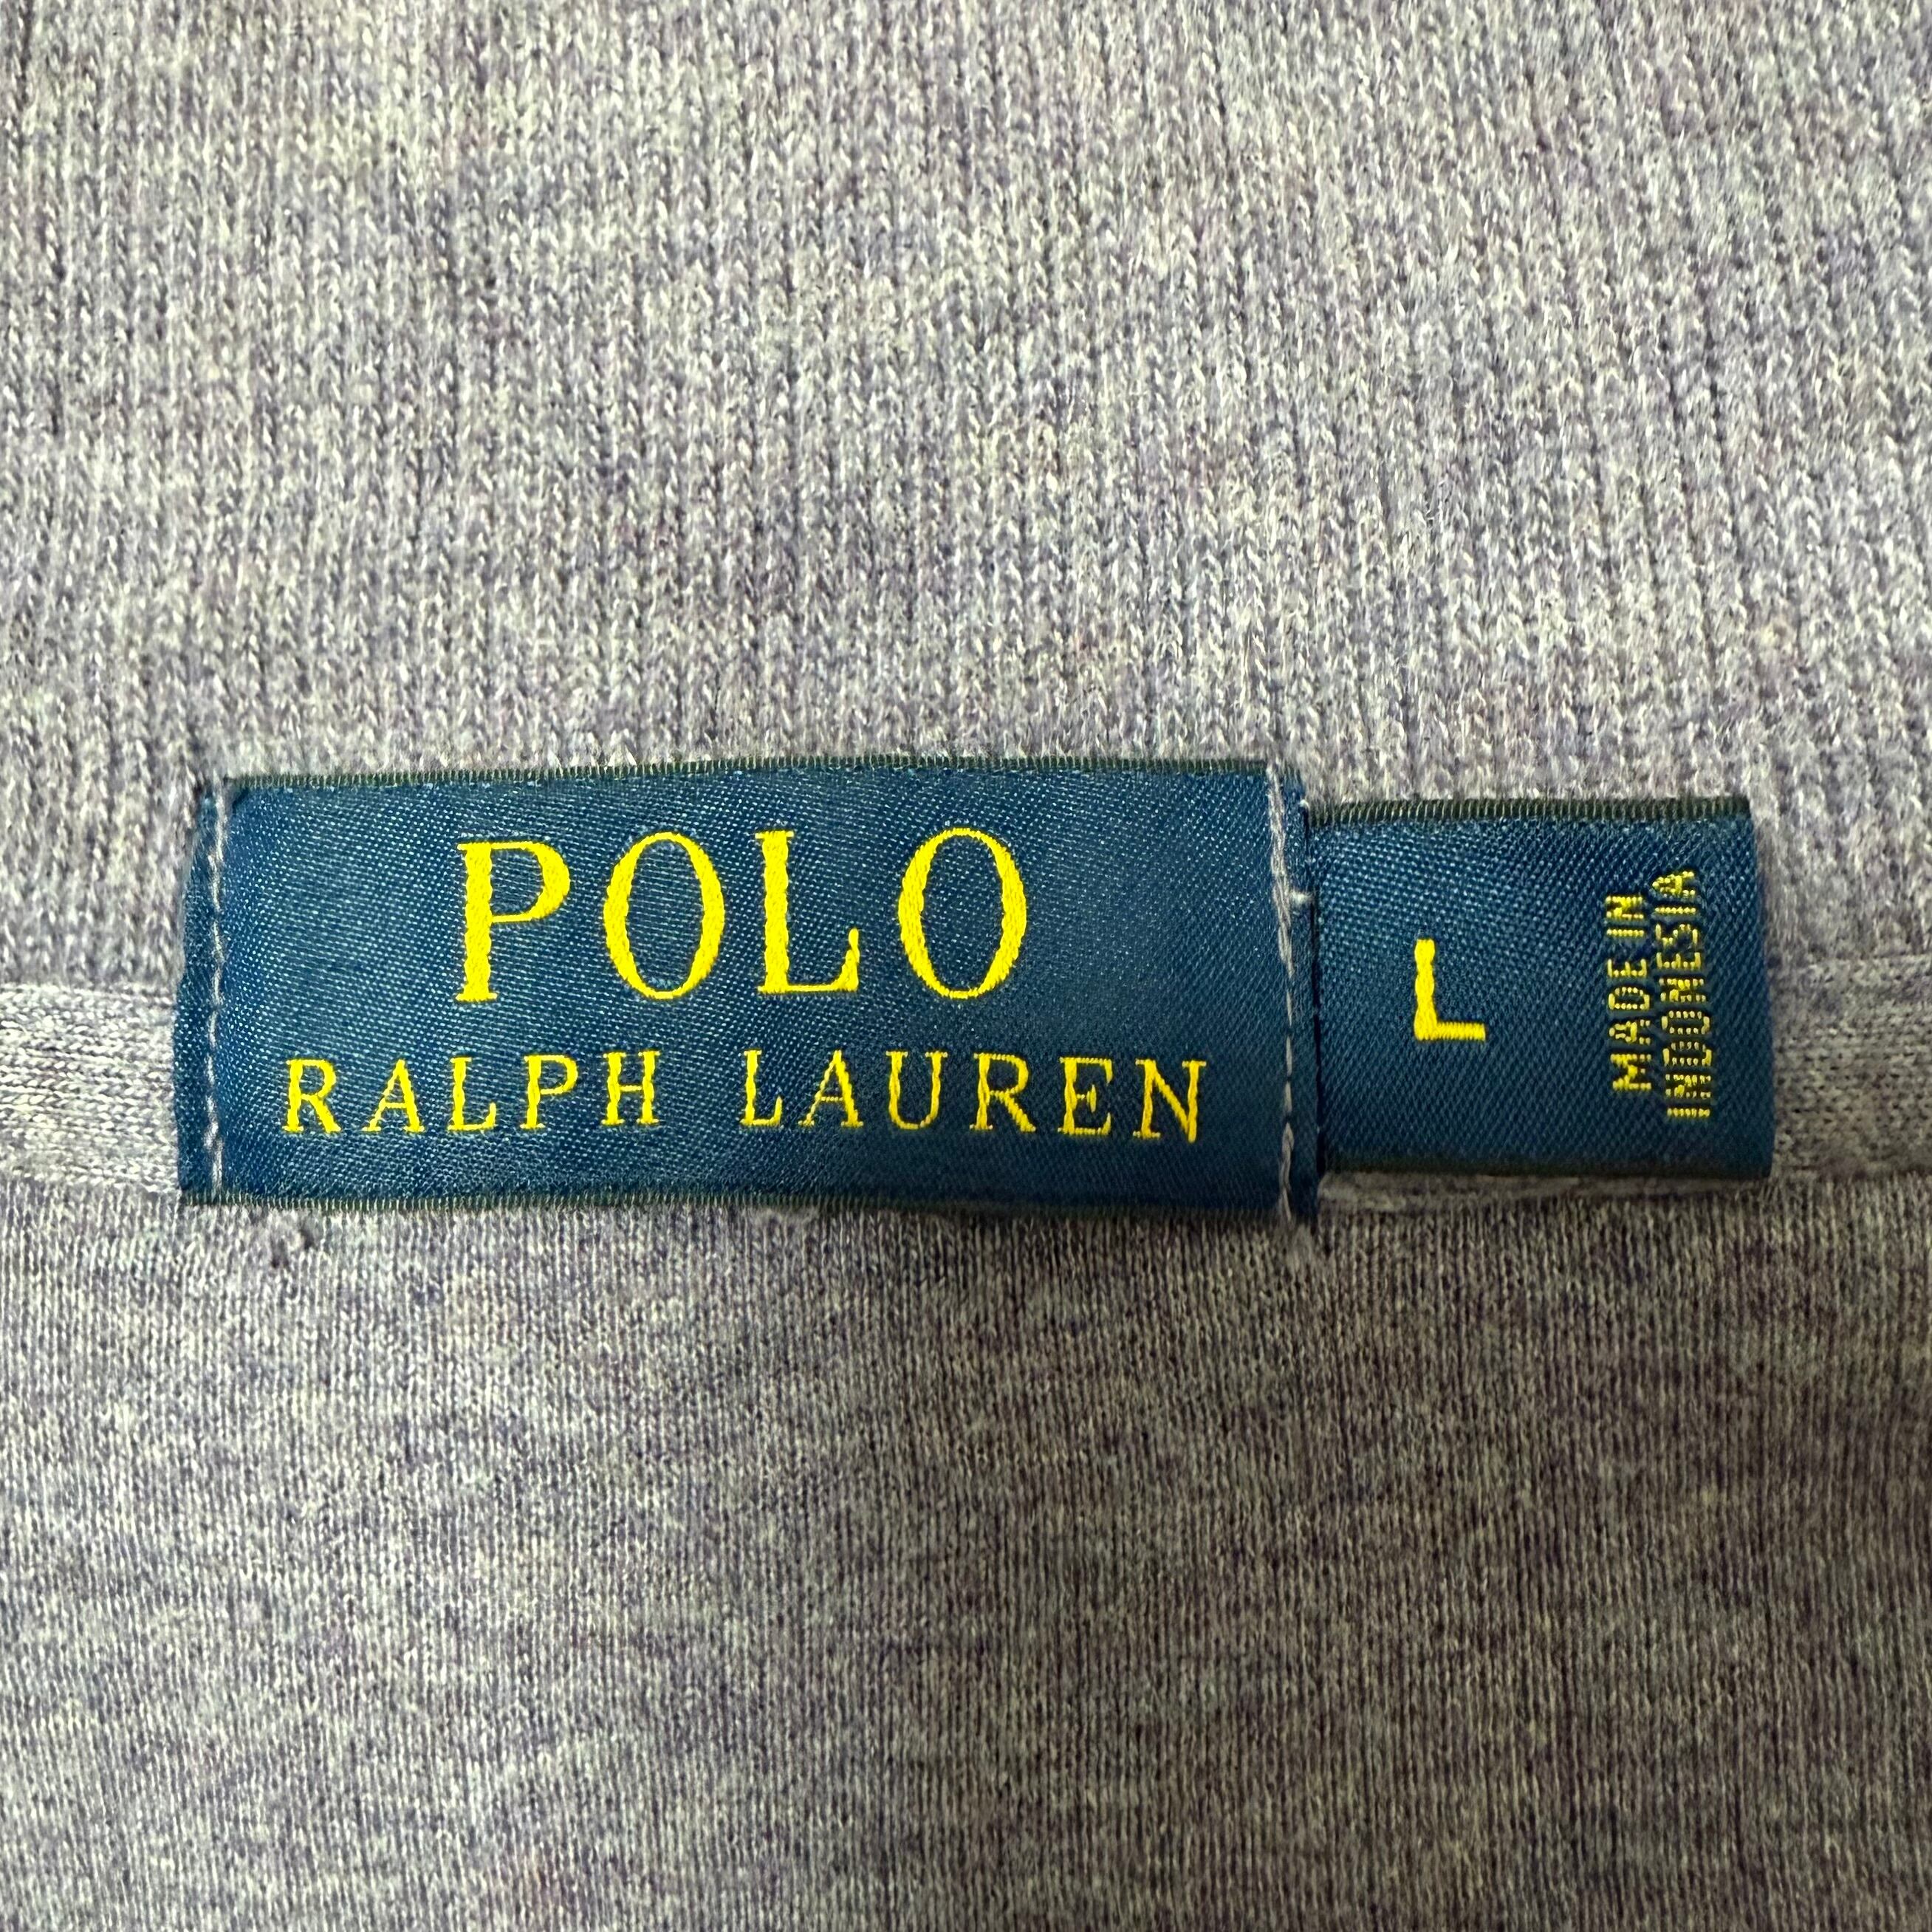 POLO
RALPH LAUREN
L
MADE IN
INDONESIA